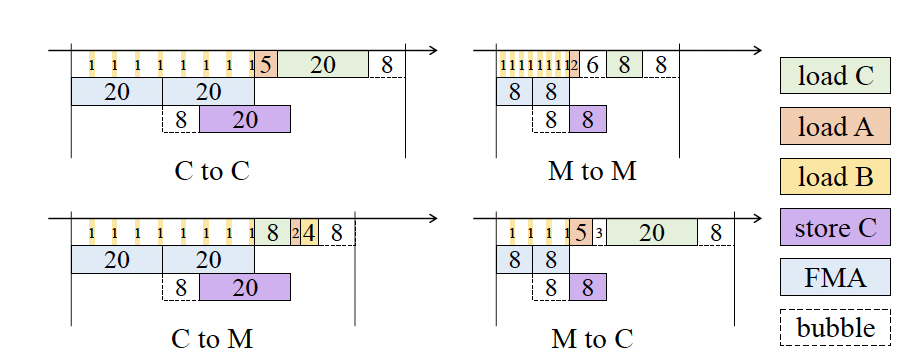 1 1 1 1 1 1 1 1 5 20 8
20 20
8 20
C to C
1 1 1 1 1 1 1 1 2 6 8 8
8 8
8 8
M to M
1 1 1 1 1 1 1 1 8 2 4 8
20 20
8 20
C to M
1 1 1 1 5 3 20 8
8 8
8 8
M to C
load C
load A
load B
store C
FMA
bubble